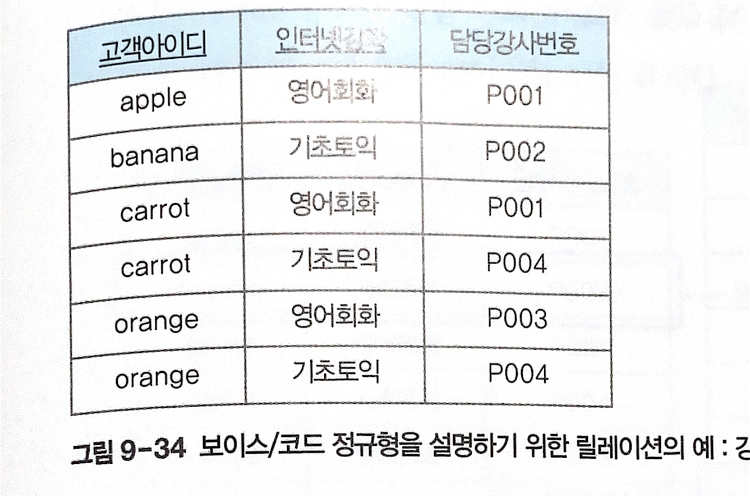 고객아이디 인터넷강좌 담당강사번호
apple 영어회화 P001
banana 기초토익 P002
carrot 영어회화 P001
carrot 기초토익 P004
orange 영어회화 P003
orange 기초토익 P004
그림 9-34 보이스/코드 정규형을 설명하기 위한 릴레이션의 예 : 강